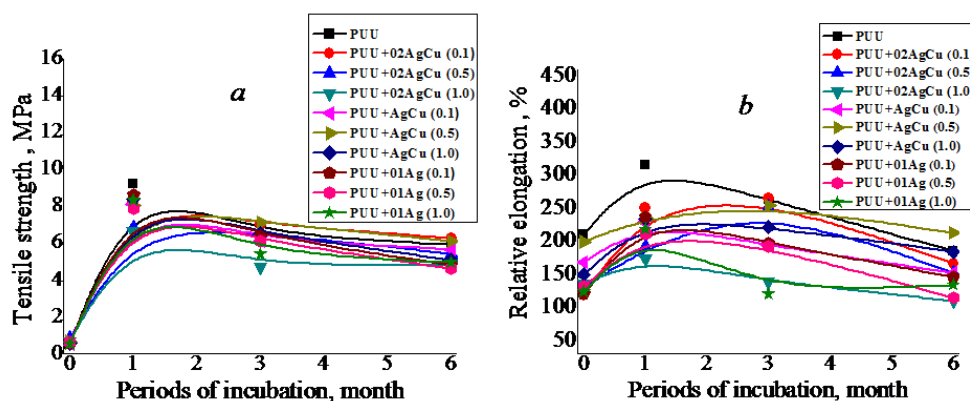 PUU
PUU+02AgCu (0.1}
PUU+02AgCu (0.5}
PUU+02AgCu (1.0}
PUU+AgCu (0.1}
PUU+AgCu (0.5}
PUU+AgCu (1.0)
PUU+01Ag (0.1}
PUU+01Ag (0.5}
PUU+01Ag (1.0)
a
16
14
12
10
8
6
4
2
0
Tensile strength , MPa
0 1 2 3 4 5 6
Periods of incubation, month
PUU
PUU+02AgCu (0.1
PUU+02AgCu (0.5
PUU+02AgCu (1.0
PUU+AgCu (0.1)
PUU+AgCu (0.5)
PUU+AgCu (1.0)
PUU+01Ag (0.1)
PUU+01Ag (0.5)
PUU+01Ag (1.0)
b
450
400
350
300
250
200
150
100
50
Relative elongation , %
0 1 2 3 4 5 6
Periods of incubation, month